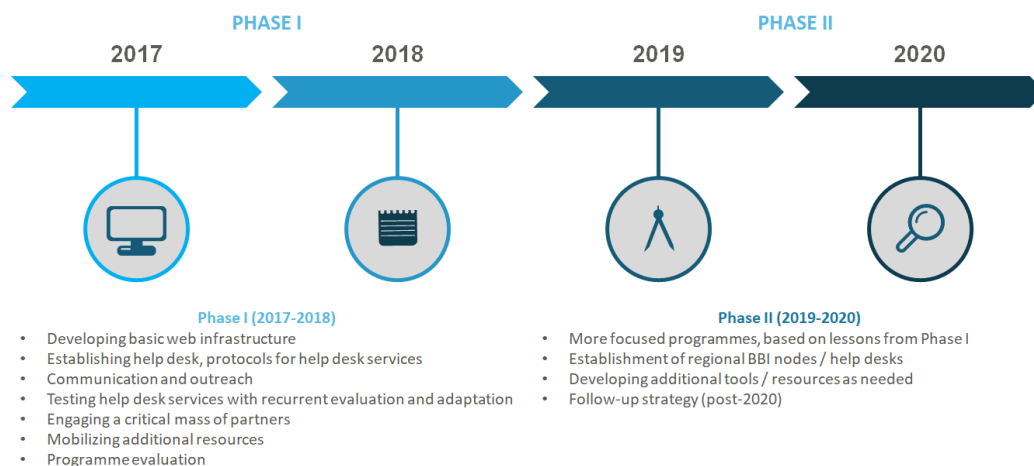 PHASE I
PHASE II
2017
2018
2019
2020
Phase I (2017-2018)
• Developing basic web infrastructure
• Establishing help desk, protocols for help desk services
• Communication and outreach
• Testing help desk services with recurrent evaluation and adaptation
• Engaging a critical mass of partners
• Mobilizing additional resources
• Programme evaluation
Phase II (2019-2020)
• More focused programmes, based on lessons from Phase I
• Establishment of regional BBI nodes / help desks
• Developing additional tools / resources as needed
• Follow-up strategy (post-2020)